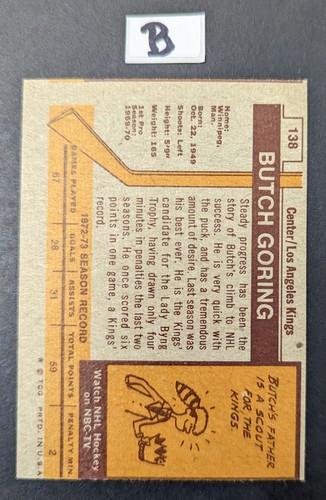 B
138
Center/Los Angeles Kings
BUTCH GORING
Home:
Winnipeg,
Man.
Born:
Oct. 22, 1949
Shoots: Left
Height: 5'9"
Weight: 165
1st Pro
Season:
1969-70
Steady progress has been the
story of Butch's climb to NHL
success. He is very quick with
the puck, and has a tremendous
amount of desire. Last season was
his best ever. He is the Kings'
candidate for the Lady Byng
Trophy, having drawn only four
minutes in penalties the last two
seasons. He once scored six
points in one game, a Kings'
record.
BUTCH'S FATHER
IS A SCOUT
FOR THE
KINGS.
Watch NHL Hockey
on NBC-TV
1972-73 SEASON RECORD
GAMES PLAYED GOALS ASSISTS TOTAL POINTS PENALTY MIN.
67 28 31 59 2
© T.C.G. PRTD. IN U.S.A.